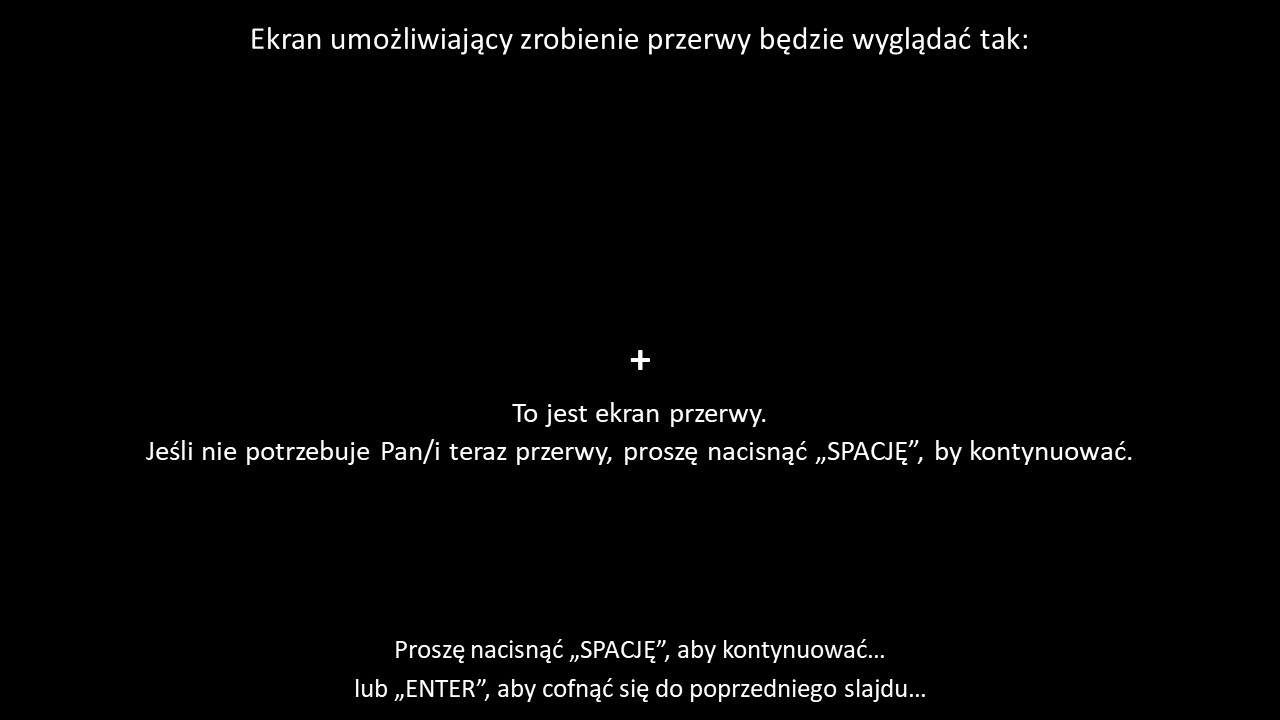 Ekran umożliwiający zrobienie przerwy będzie wyglądać tak:
+
To jest ekran przerwy.
Jeśli nie potrzebuje Pan/i teraz przerwy, proszę nacisnąć „SPACJĘ”, by kontynuować.
Proszę nacisnąć „SPACJĘ”, aby kontynuować…
lub „ENTER”, aby cofnąć się do poprzedniego slajdu…